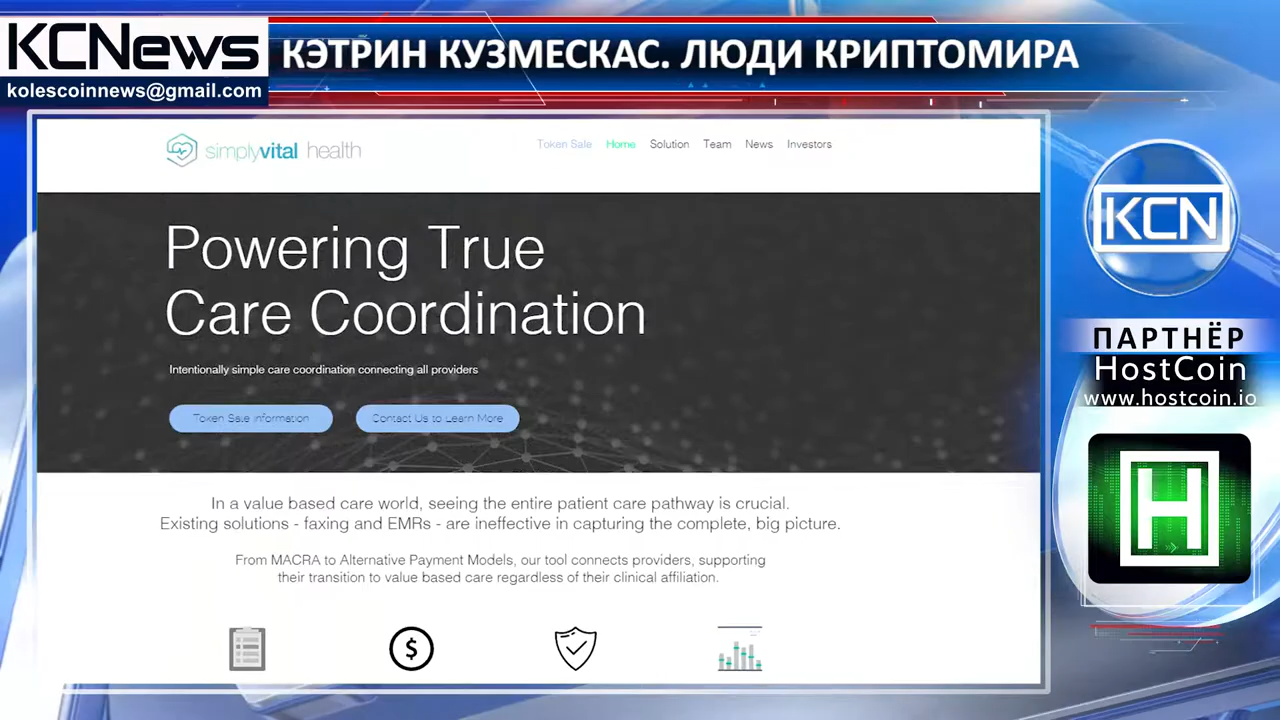 KCNews
kolescoinnews@gmail.com
КЭТРИН КУЗМЕСКАС. ЛЮДИ КРИПТОМИРА
simplyvital health
Token Sale Home Solution Team News Investors
Powering True
Care Coordination
Intentionally simple care coordination connecting all providers
Token Sale Information
Contact Us to Learn More
In a value based care world, seeing the entire patient care pathway is crucial.
Existing solutions - faxing and EMRs - are ineffective in capturing the complete, big picture.
From MACRA to Alternative Payment Models, our tool connects providers, supporting
their transition to value based care regardless of their clinical affiliation.
$
KCN
ПАРТНЁР
HostCoin
www.hostcoin.io
H